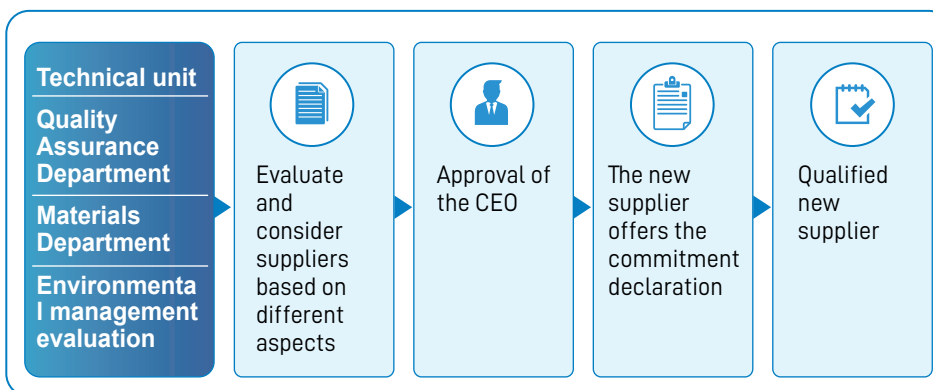 Technical unit
Quality
Assurance
Department
Materials
Department
Environmenta
l management
evaluation
Evaluate
and
consider
suppliers
based on
different
aspects
Approval of
the CEO
The new
supplier
offers the
commitment
declaration
Qualified
new
supplier